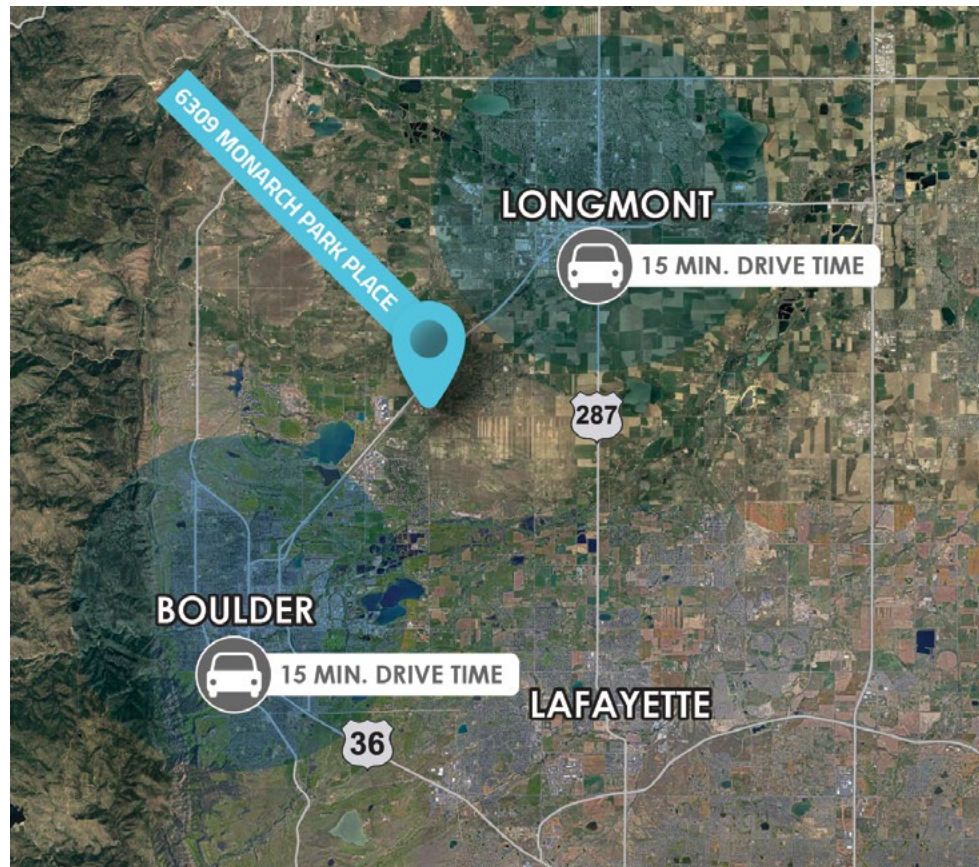 6309 MONARCH PARK PLACE
LONGMONT
15 MIN. DRIVE TIME
287
BOULDER
15 MIN. DRIVE TIME
LAFAYETTE
36